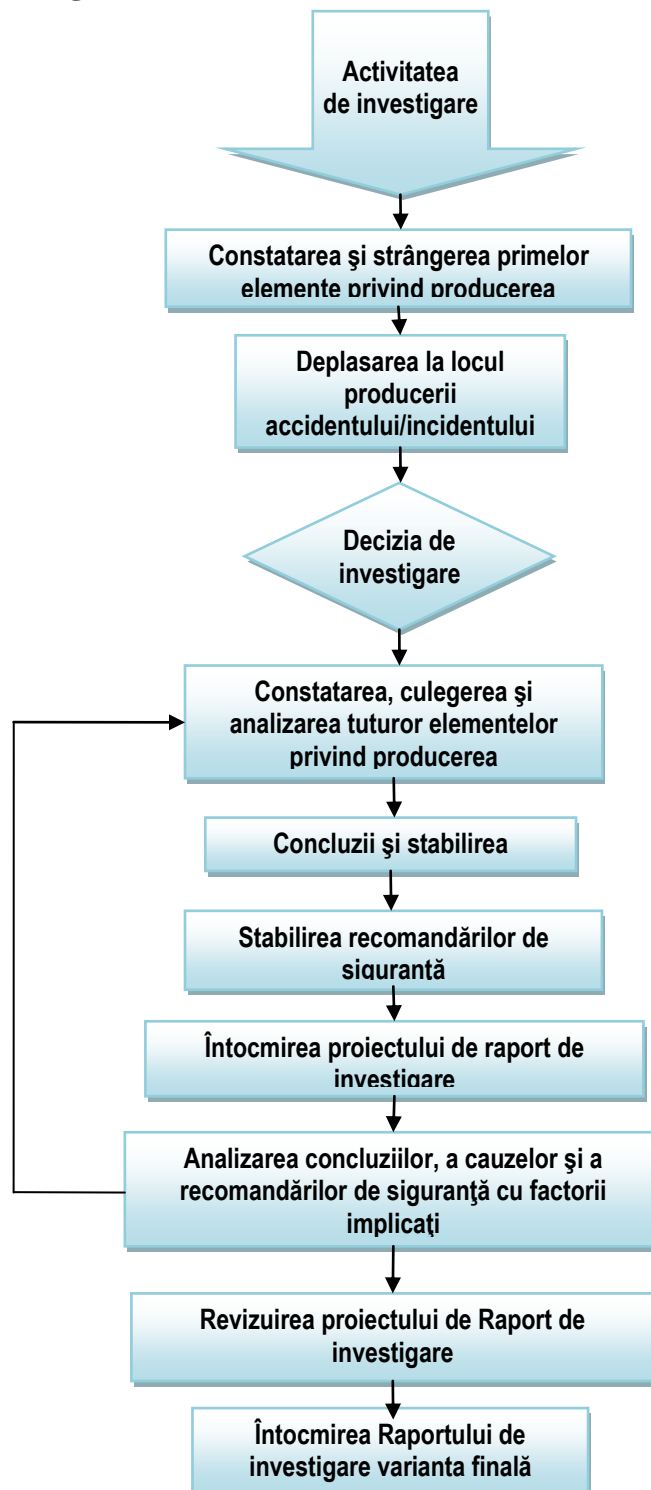 Activitatea
de investigare
Constatarea şi strângerea primelor
elemente privind producerea
Deplasarea la locul
producerii
accidentului/incidentului
Decizia de
investigare
Constatarea, culegerea şi
analizarea tuturor elementelor
privind producerea
Concluzii şi stabilirea
Stabilirea recomandărilor de
siguranţă
Întocmirea proiectului de raport de
investigare
Analizarea concluziilor, a cauzelor şi a
recomandărilor de siguranţă cu factorii
implicaţi
Revizuirea proiectului de Raport de
investigare
Întocmirea Raportului de
investigare varianta finală